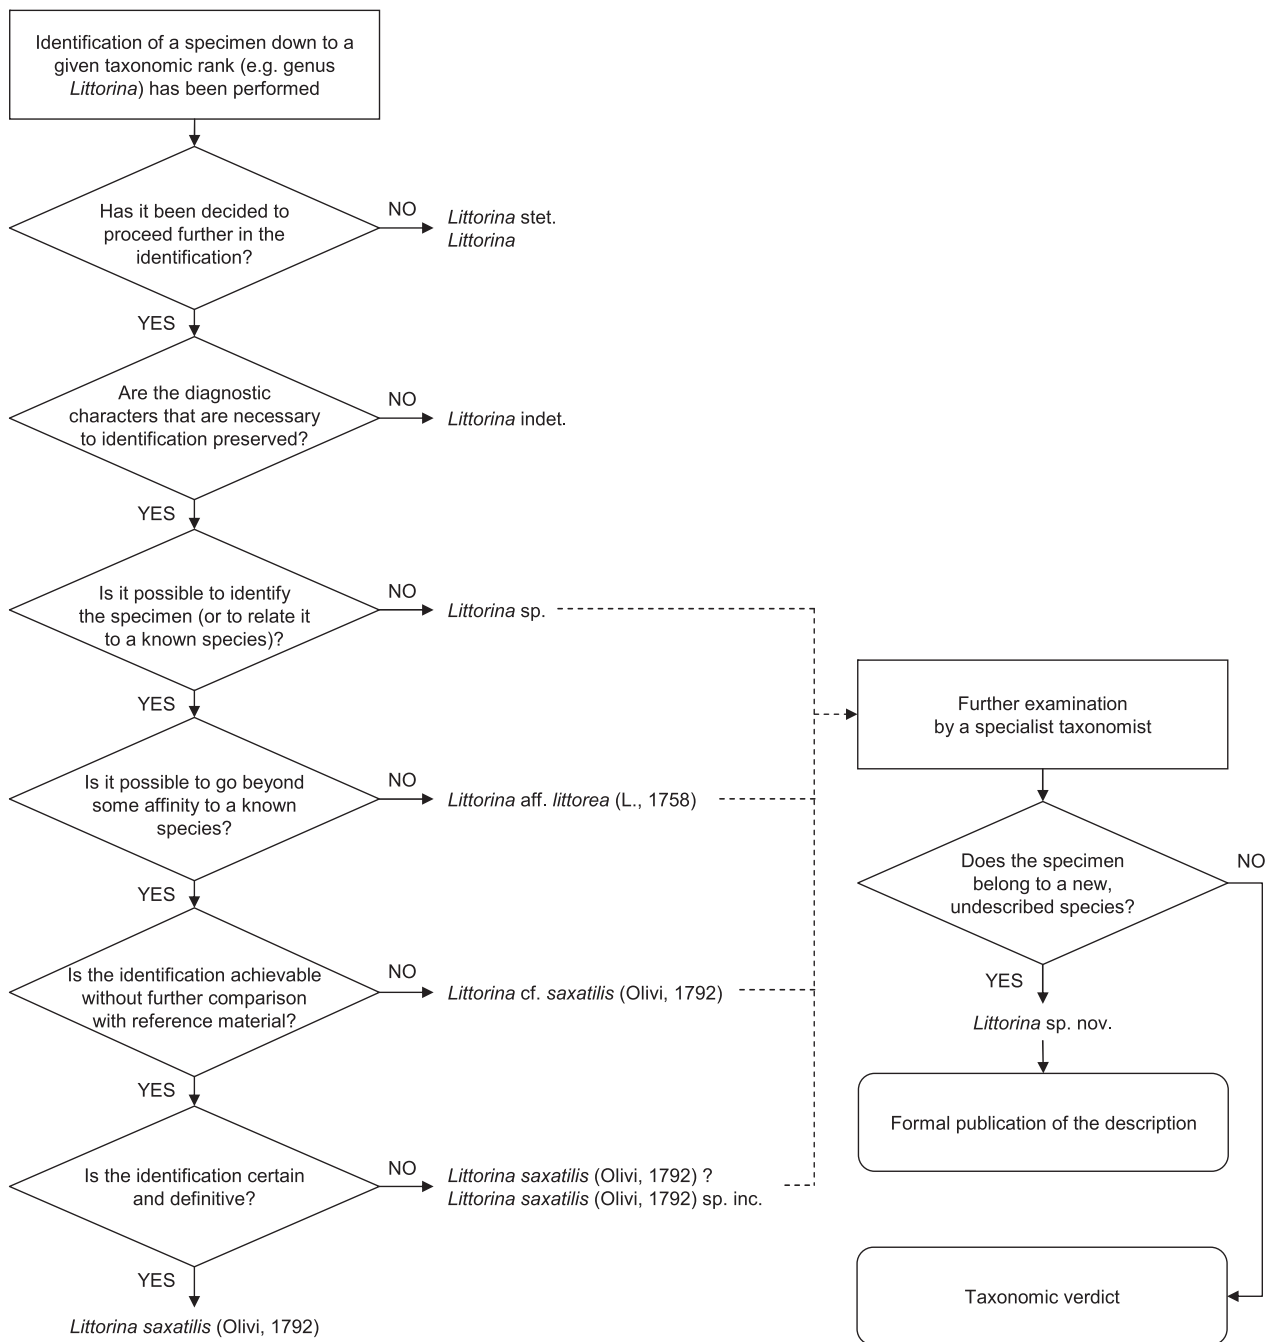 Identification of a specimen down to a
given taxonomic rank (e.g. genus
Littorina) has been performed
Has it been decided to
proceed further in the
identification?
NO
Littorina stet.
Littorina
YES
Are the diagnostic
characters that are necessary
to identification preserved?
NO
Littorina indet.
YES
Is it possible to identify
the specimen (or to relate it
to a known species)?
NO
Littorina sp.
YES
Is it possible to go beyond
some affinity to a known
species?
NO
Littorina aff. littorea (L., 1758)
YES
Is the identification achievable
without further comparison
with reference material?
NO
Littorina cf. saxatilis (Olivi, 1792)
YES
Is the identification certain
and definitive?
NO
Littorina saxatilis (Olivi, 1792) ?
Littorina saxatilis (Olivi, 1792) sp. inc.
YES
Littorina saxatilis (Olivi, 1792)
Further examination
by a specialist taxonomist
Does the specimen
belong to a new,
undescribed species?
NO
YES
Littorina sp. nov.
Formal publication of the description
Taxonomic verdict